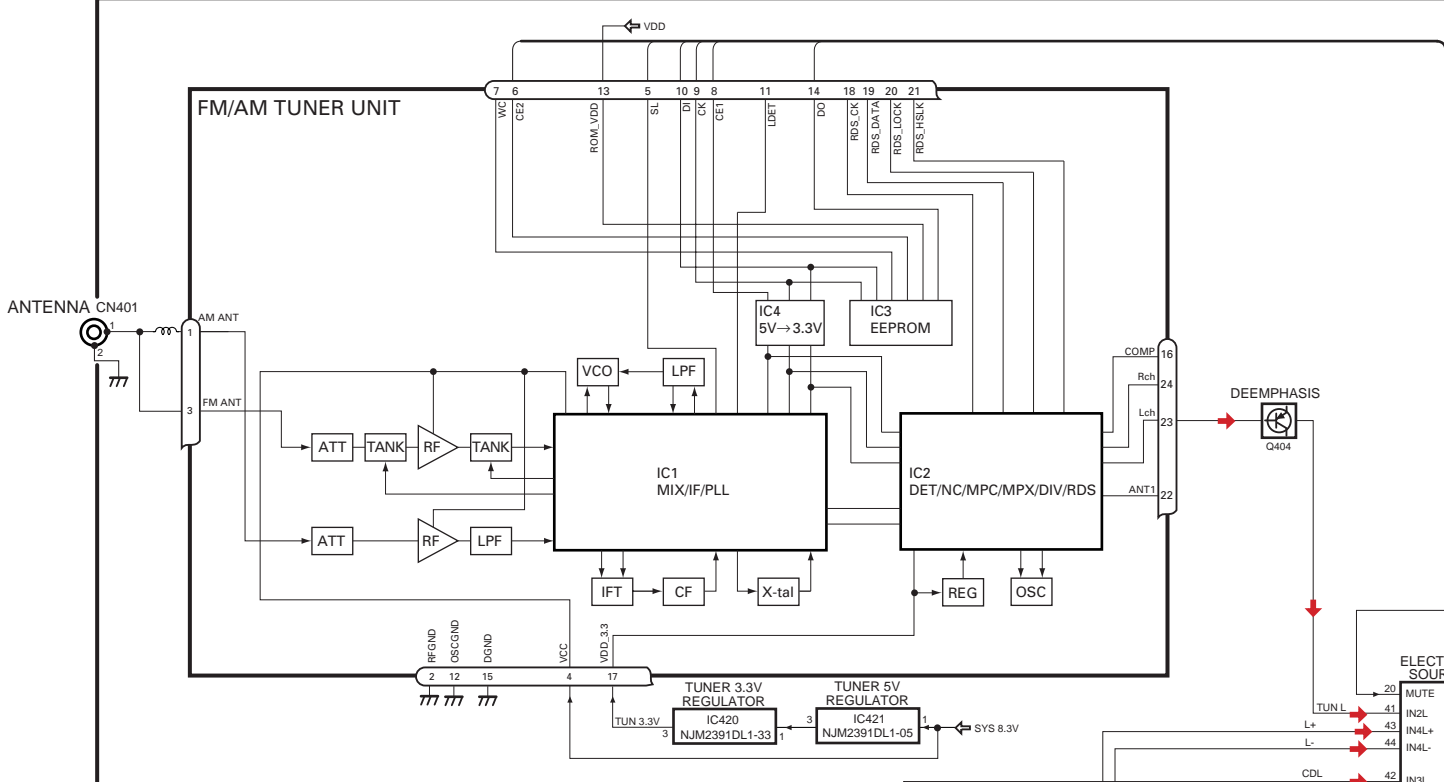 VDD
FM/AM TUNER UNIT
7 6 13 5 10 9 8 11 14 18 19 20 21
WC
CE2
ROM_VDD
SL
DI
CK
CE1
LDET
DO
RDS_CK
RDS_DATA
RDS_LOCK
RDS_HSLK
ANTENNA CN401
1
2
1
AM ANT
3
FM ANT
IC4
5V→3.3V
IC3
EEPROM
VCO
LPF
COMP 16
Rch 24
Lch 23
ANT1 22
DEEMPHASIS
Q404
ATT
TANK
RF
TANK
IC1
MIX/IF/PLL
IC2
DET/NC/MPC/MPX/DIV/RDS
ATT
RF
LPF
IFT
CF
X-tal
REG
OSC
RFGND
OSCGND
DGND
VCC
VDD_3.3
2 12 15 4 17
TUNER 3.3V
REGULATOR
TUNER 5V
REGULATOR
TUN 3.3V
3
IC420
NJM2391DL1-33
1
3
IC421
NJM2391DL1-05
1
SYS 8.3V
ELECT
SOUR
20 MUTE
TUN L 41 IN2L
L+ 43 IN4L+
L- 44 IN4L-
CDL 42 IN3L